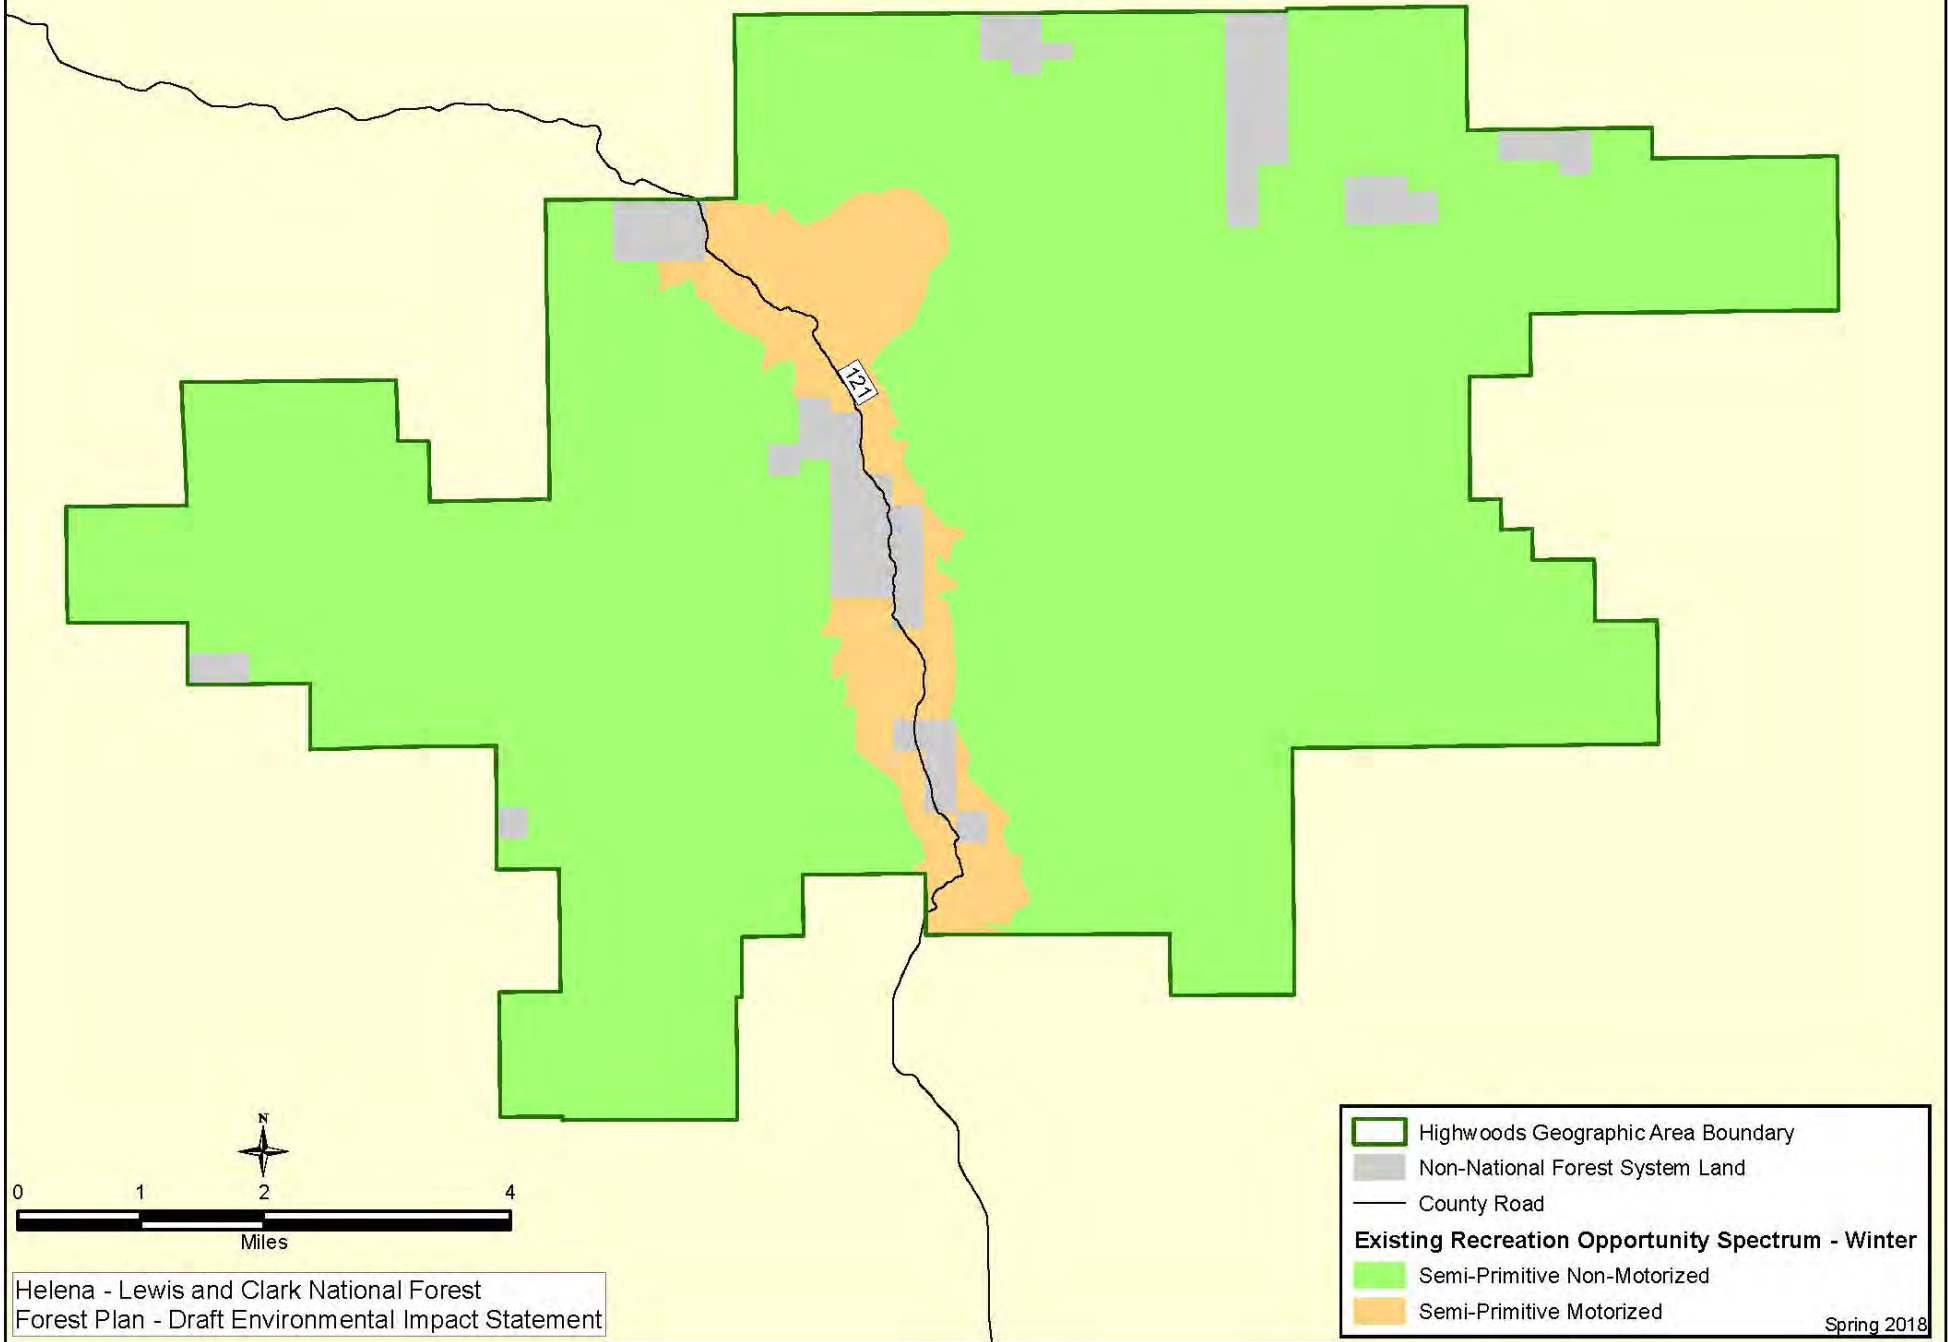 121
N
0 1 2 4
Miles
Helena - Lewis and Clark National Forest
Forest Plan - Draft Environmental Impact Statement
Highwoods Geographic Area Boundary
Non-National Forest System Land
County Road
Existing Recreation Opportunity Spectrum - Winter
Semi-Primitive Non-Motorized
Semi-Primitive Motorized
Spring 2018